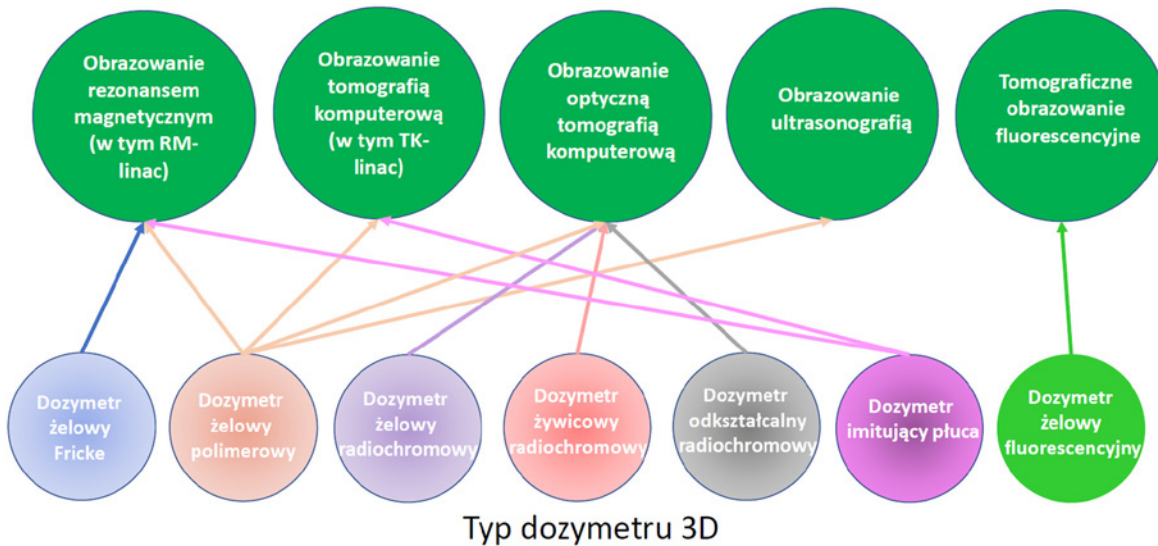 Obrazowanie
rezonansem
magnetycznym
(w tym RM-
linac)
Obrazowanie
tomografią
komputerową
(w tym TK-
linac)
Obrazowanie
optyczną
tomografią
komputerową
Obrazowanie
ultrasonografią
Tomograficzne
obrazowanie
fluorescencyjne
Dozymetr
żelowy
Fricke
Dozymetr
żelowy
polimerowy
Dozymetr
żelowy
radiochromowy
Dozymetr
żywicowy
radiochromowy
Dozymetr
odkształcalny
radiochromowy
Dozymetr
imitujący płuca
Dozymetr
żelowy
fluorescencyjny
Typ dozymetru 3D